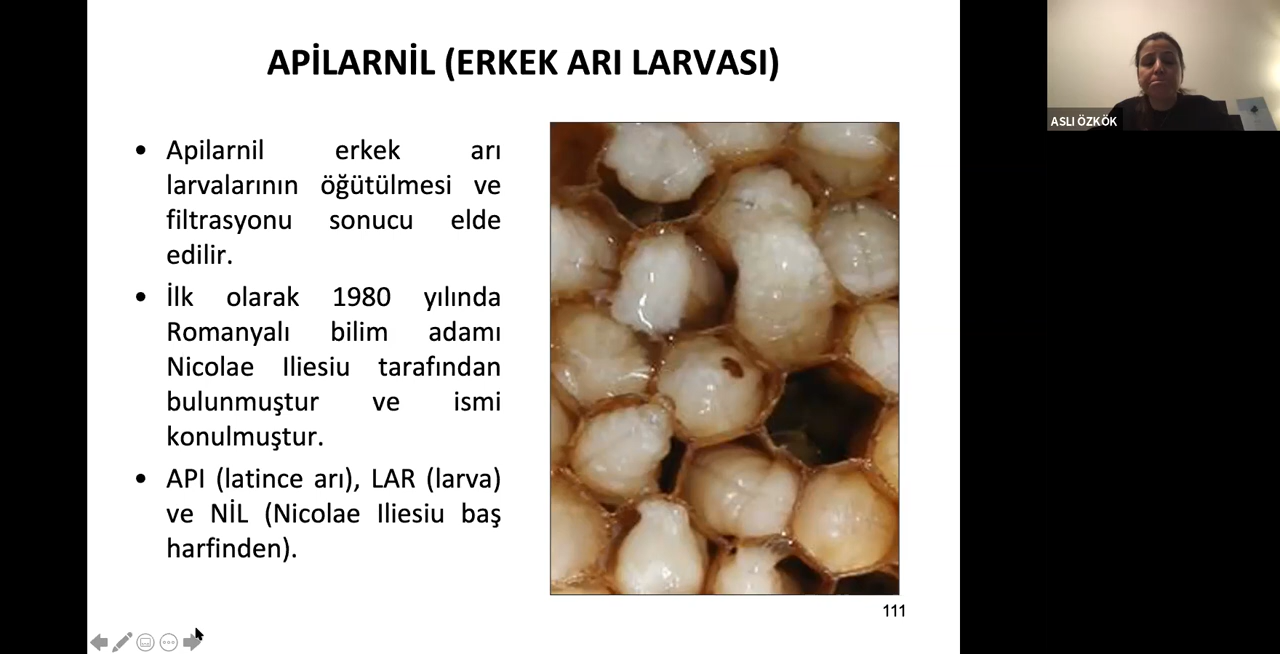 APİLARNİL (ERKEK ARI LARVASI)
• Apilarnil erkek arı
larvalarının öğütülmesi ve
filtrasyonu sonucu elde
edilir.
• İlk olarak 1980 yılında
Romanyalı bilim adamı
Nicolae Iliesiu tarafından
bulunmuştur ve ismi
konulmuştur.
• API (latince arı), LAR (larva)
ve NİL (Nicolae Iliesiu baş
harfinden).
111
ASLI ÖZKÖK